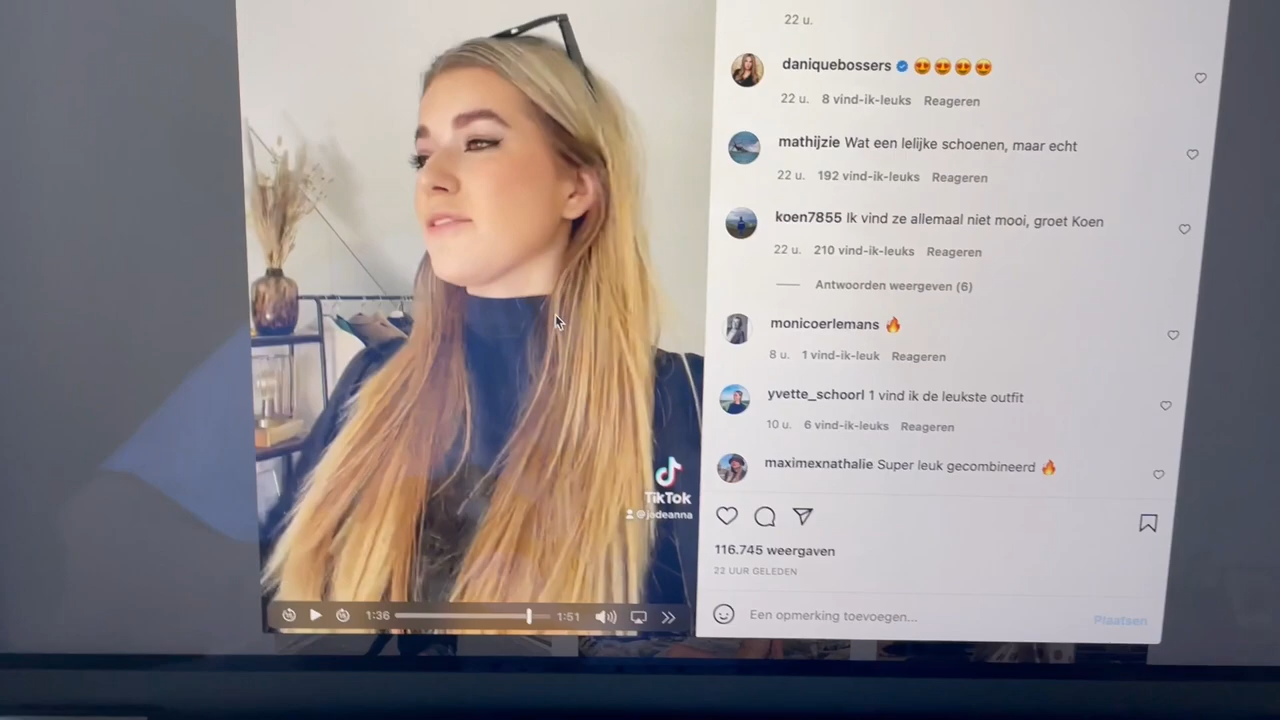 22 u.
daniquebossers 😍😍😍😍
22 u. 8 vind-ik-leuks Reageren
mathijzie Wat een lelijke schoenen, maar echt
22 u. 192 vind-ik-leuks Reageren
koen7855 Ik vind ze allemaal niet mooi, groet Koen
22 u. 210 vind-ik-leuks Reageren
Antwoorden weergeven (6)
monicoerlemans 🔥
8 u. 1 vind-ik-leuk Reageren
yvette_schoorl 1 vind ik de leukste outfit
10 u. 6 vind-ik-leuks Reageren
maximexnathalie Super leuk gecombineerd 🔥
116.745 weergaven
22 UUR GELEDEN
Een opmerking toevoegen...
Plaatsen
TikTok
@jadeanna
15
15
1:36
1:51